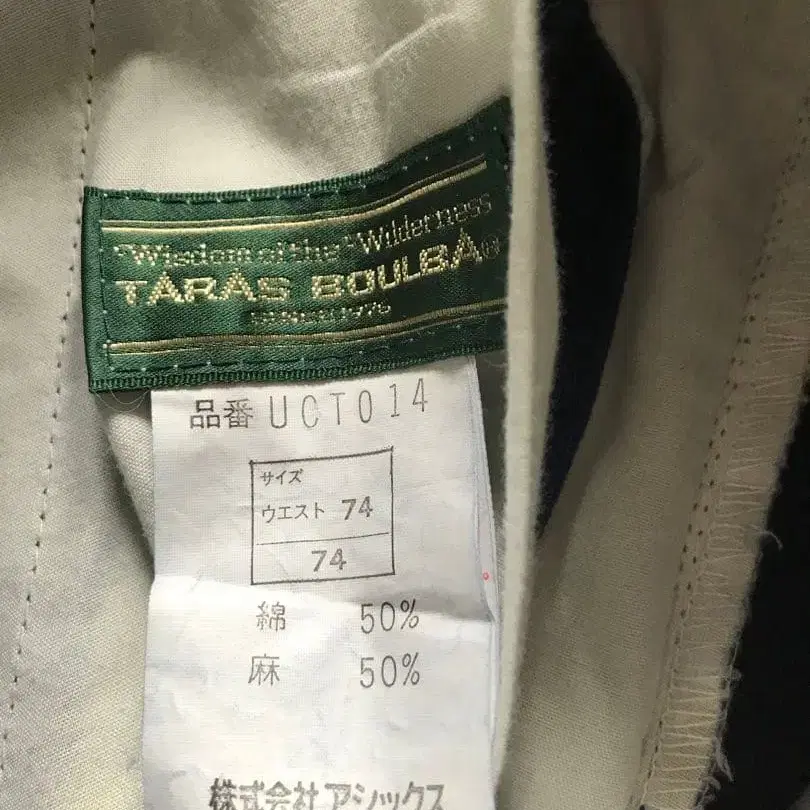 "Wisdom of the "Wilderness
TARAS BOULBA®
品番 UCT014
サイズ
ウエスト 74
74
綿 50%
麻 50%
株式会社アシックス